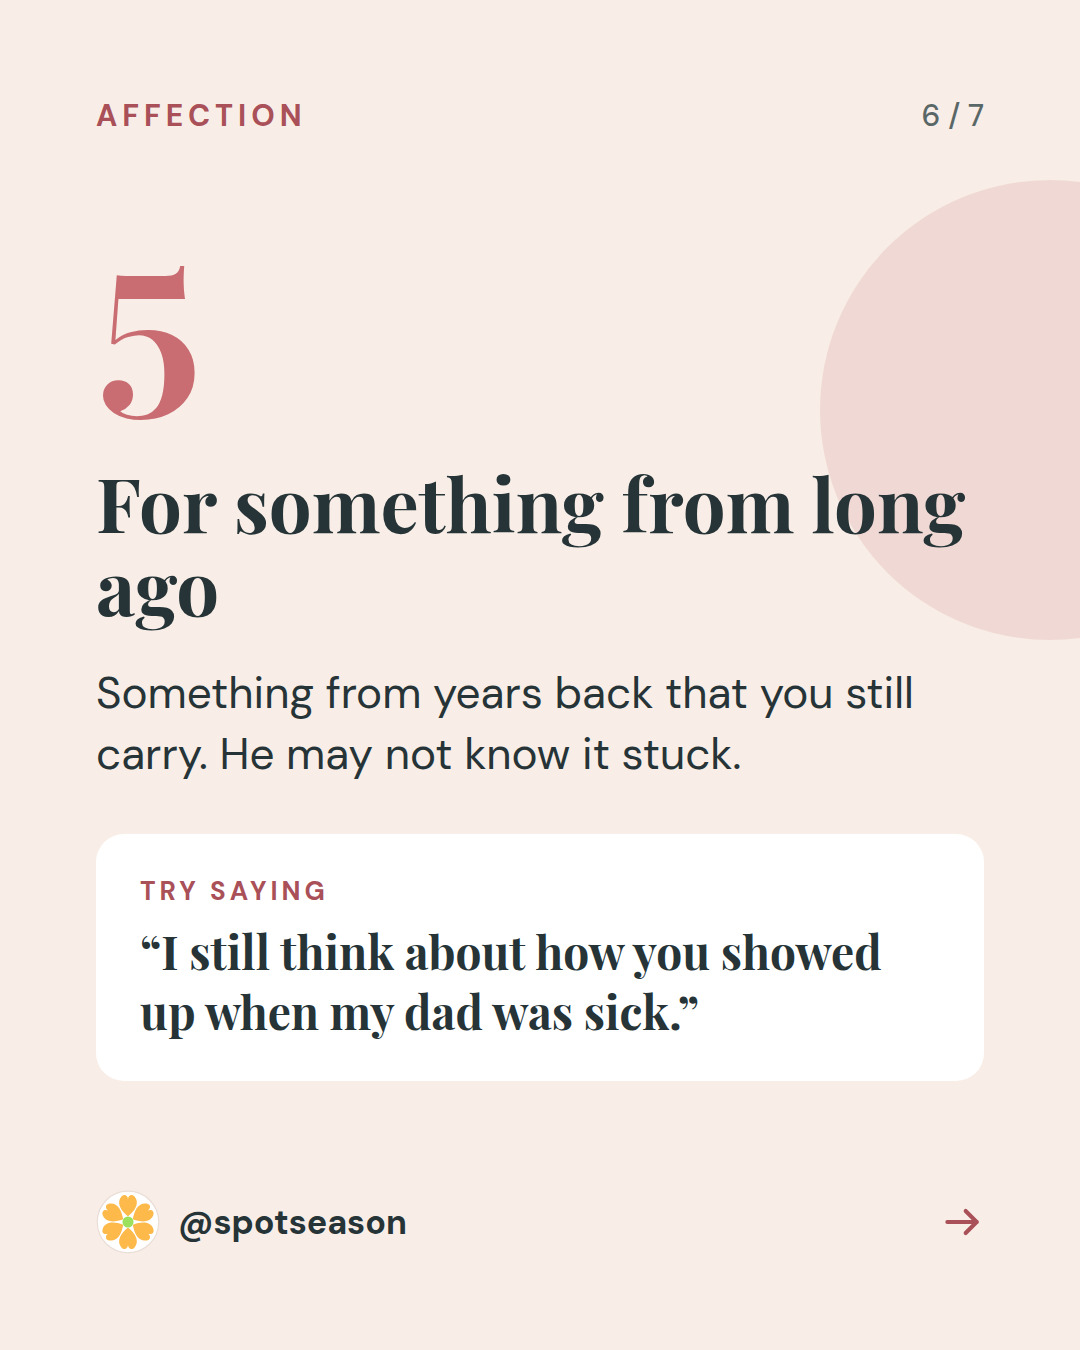 AFFECTION
6 / 7
5
For something from long
ago
Something from years back that you still
carry. He may not know it stuck.
TRY SAYING
“I still think about how you showed
up when my dad was sick.”
@spotseason